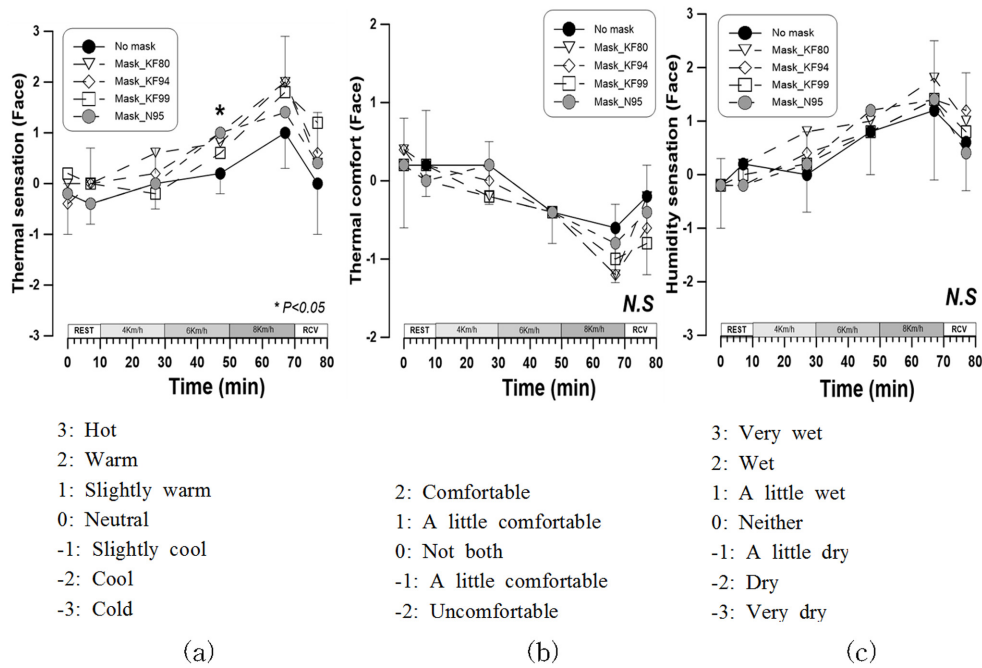 No mask
Mask_KF80
Mask_KF94
Mask_KF99
Mask_N95
Thermal sensation (Face)
3
2
1
0
-1
-2
-3
*
* P<0.05
REST 4Km/h 6Km/h 8Km/h RCV
0 10 20 30 40 50 60 70 80
Time (min)
3: Hot
2: Warm
1: Slightly warm
0: Neutral
-1: Slightly cool
-2: Cool
-3: Cold
(a)
No mask
Mask_KF80
Mask_KF94
Mask_KF99
Mask_N95
Thermal comfort (Face)
2
1
0
-1
-2
N.S
REST 4Km/h 6Km/h 8Km/h RCV
0 10 20 30 40 50 60 70 80
Time (min)
2: Comfortable
1: A little comfortable
0: Not both
-1: A little comfortable
-2: Uncomfortable
(b)
No mask
Mask_KF80
Mask_KF94
Mask_KF99
Mask_N95
Humidity sensation (Face)
3
2
1
0
-1
-2
-3
N.S
REST 4Km/h 6Km/h 8Km/h RCV
0 10 20 30 40 50 60 70 80
Time (min)
3: Very wet
2: Wet
1: A little wet
0: Neither
-1: A little dry
-2: Dry
-3: Very dry
(c)